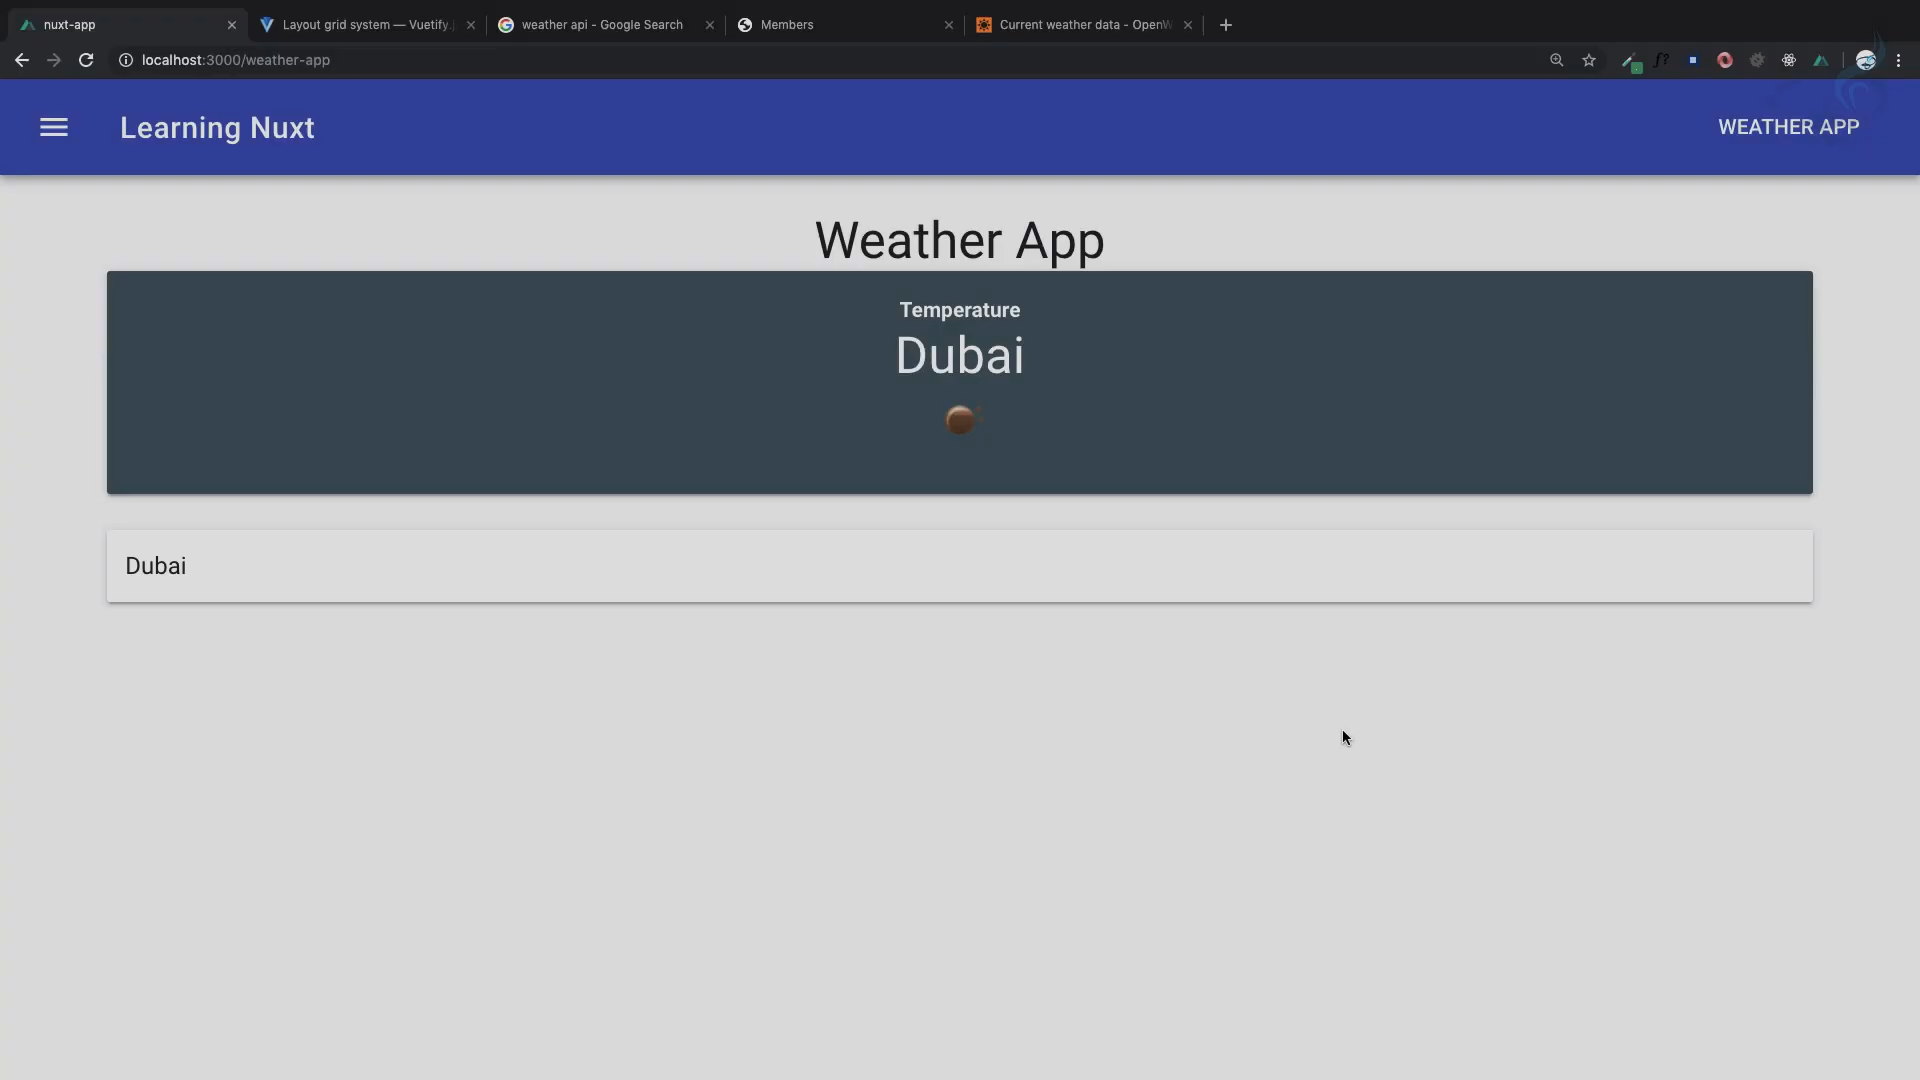 nuxt-app
Layout grid system — Vuetify.j
weather api - Google Search
Members
Current weather data - OpenW
localhost:3000/weather-app
f?
Learning Nuxt
WEATHER APP
Weather App
Temperature
Dubai
Dubai